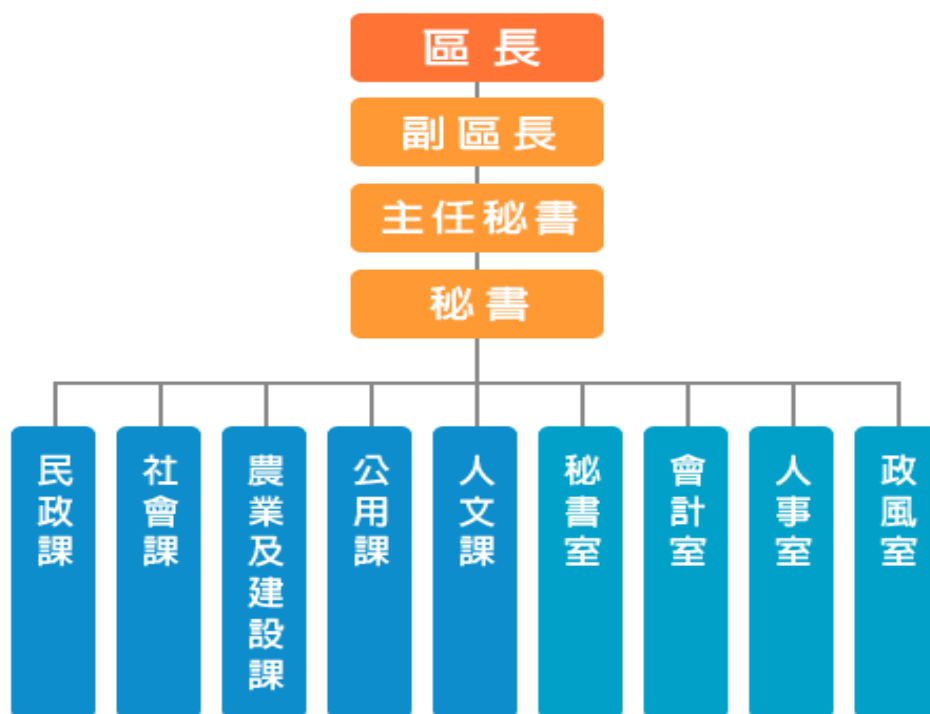 區長
副區長
主任秘書
秘書
民政課
社會課
農業及建設課
公用課
人文課
秘書室
會計室
人事室
政風室